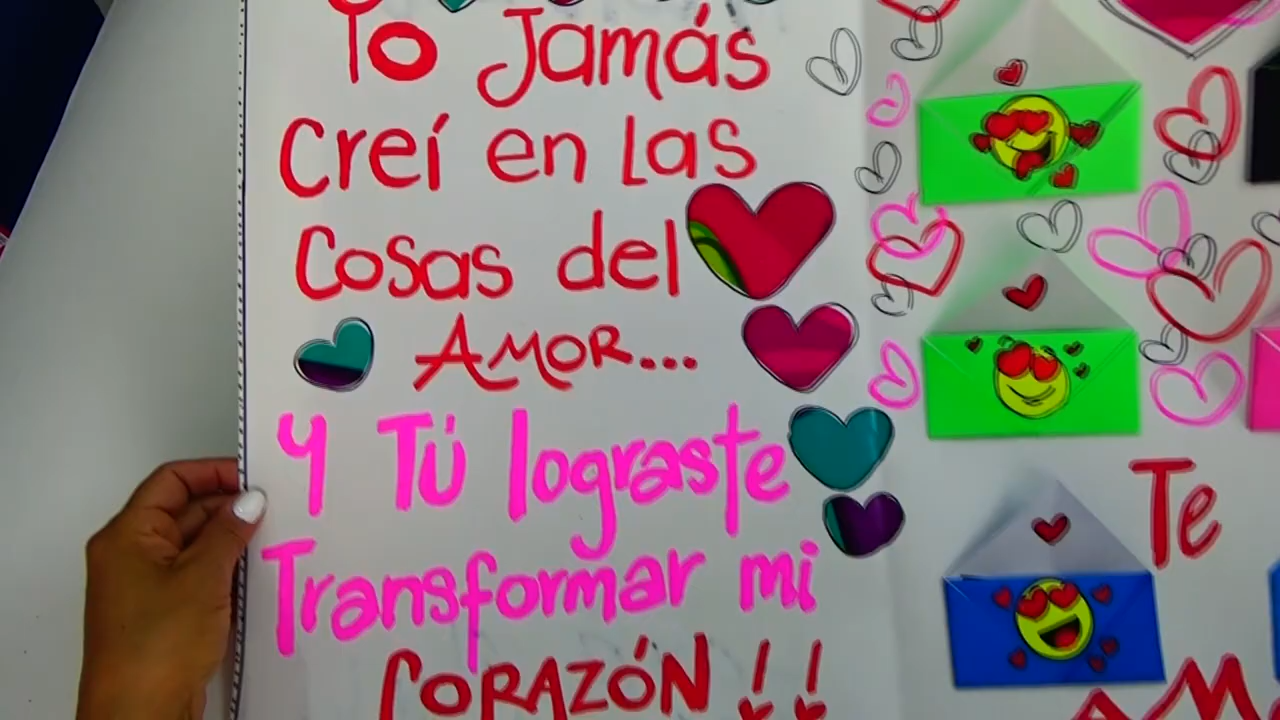 Yo Jamás
Creí en las
Cosas del
AMOR...
Y Tú lograste
Transformar mi
CORAZÓN !!
Te